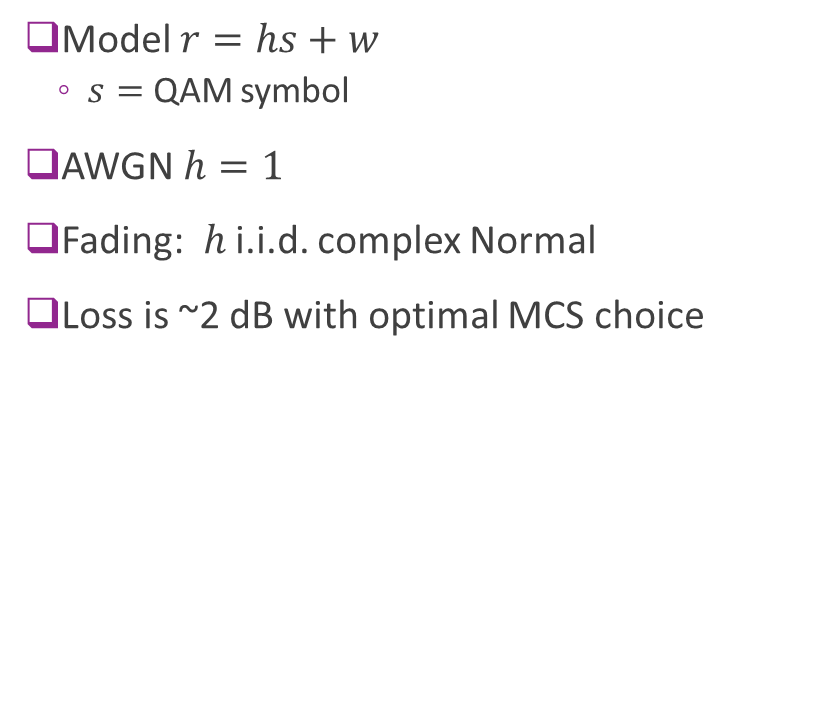 ❑Model r = hs + w
◦ s = QAM symbol
❑AWGN h = 1
❑Fading: h i.i.d. complex Normal
❑Loss is ~2 dB with optimal MCS choice